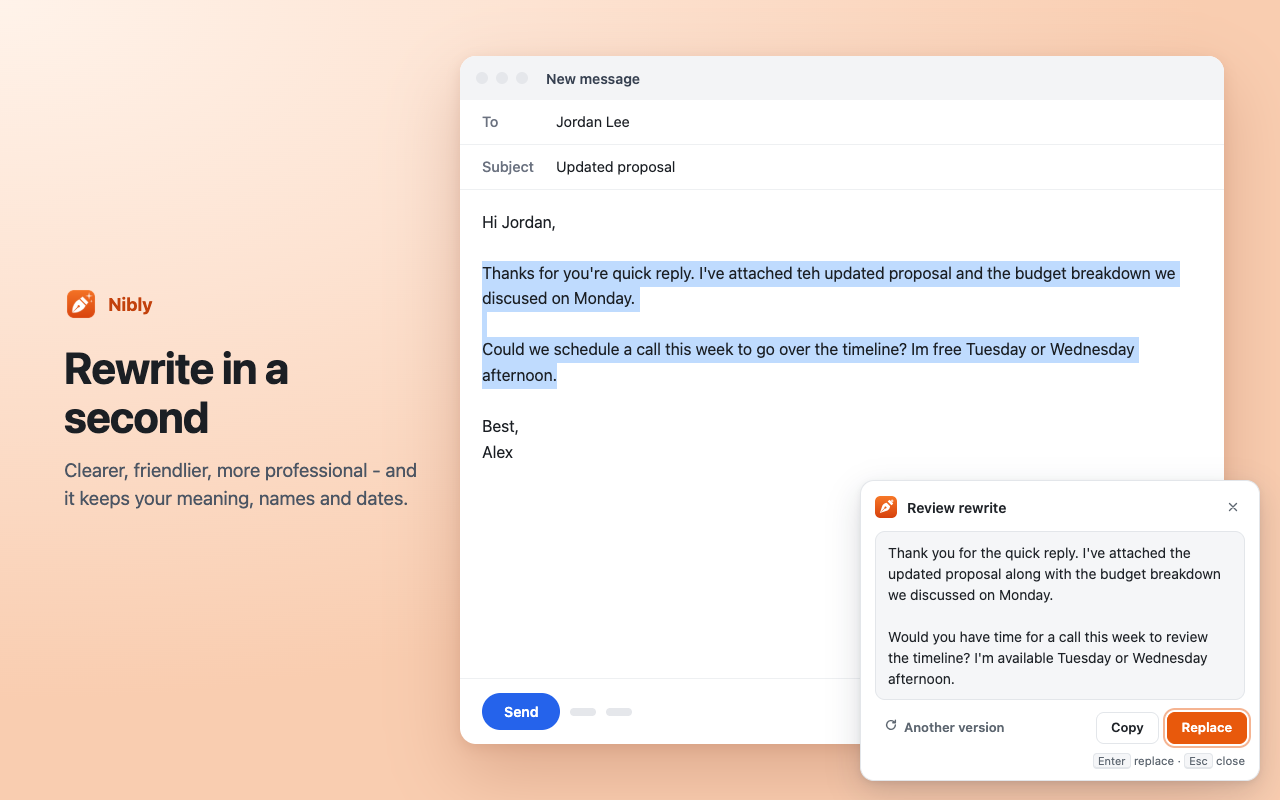 Nibly
Rewrite in a
second
Clearer, friendlier, more professional - and
it keeps your meaning, names and dates.
New message
To Jordan Lee
Subject Updated proposal
Hi Jordan,
Thanks for you're quick reply. I've attached teh updated proposal and the budget breakdown we
discused on Monday.
Could we schedule a call this week to go over the timeline? Im free Tuesday or Wednesday
afternoon.
Best,
Alex
Send
Review rewrite
Thank you for the quick reply. I've attached the
updated proposal along with the budget breakdown
we discussed on Monday.
Would you have time for a call this week to review
the timeline? I'm available Tuesday or Wednesday
afternoon.
Another version Copy Replace
Enter replace · Esc close